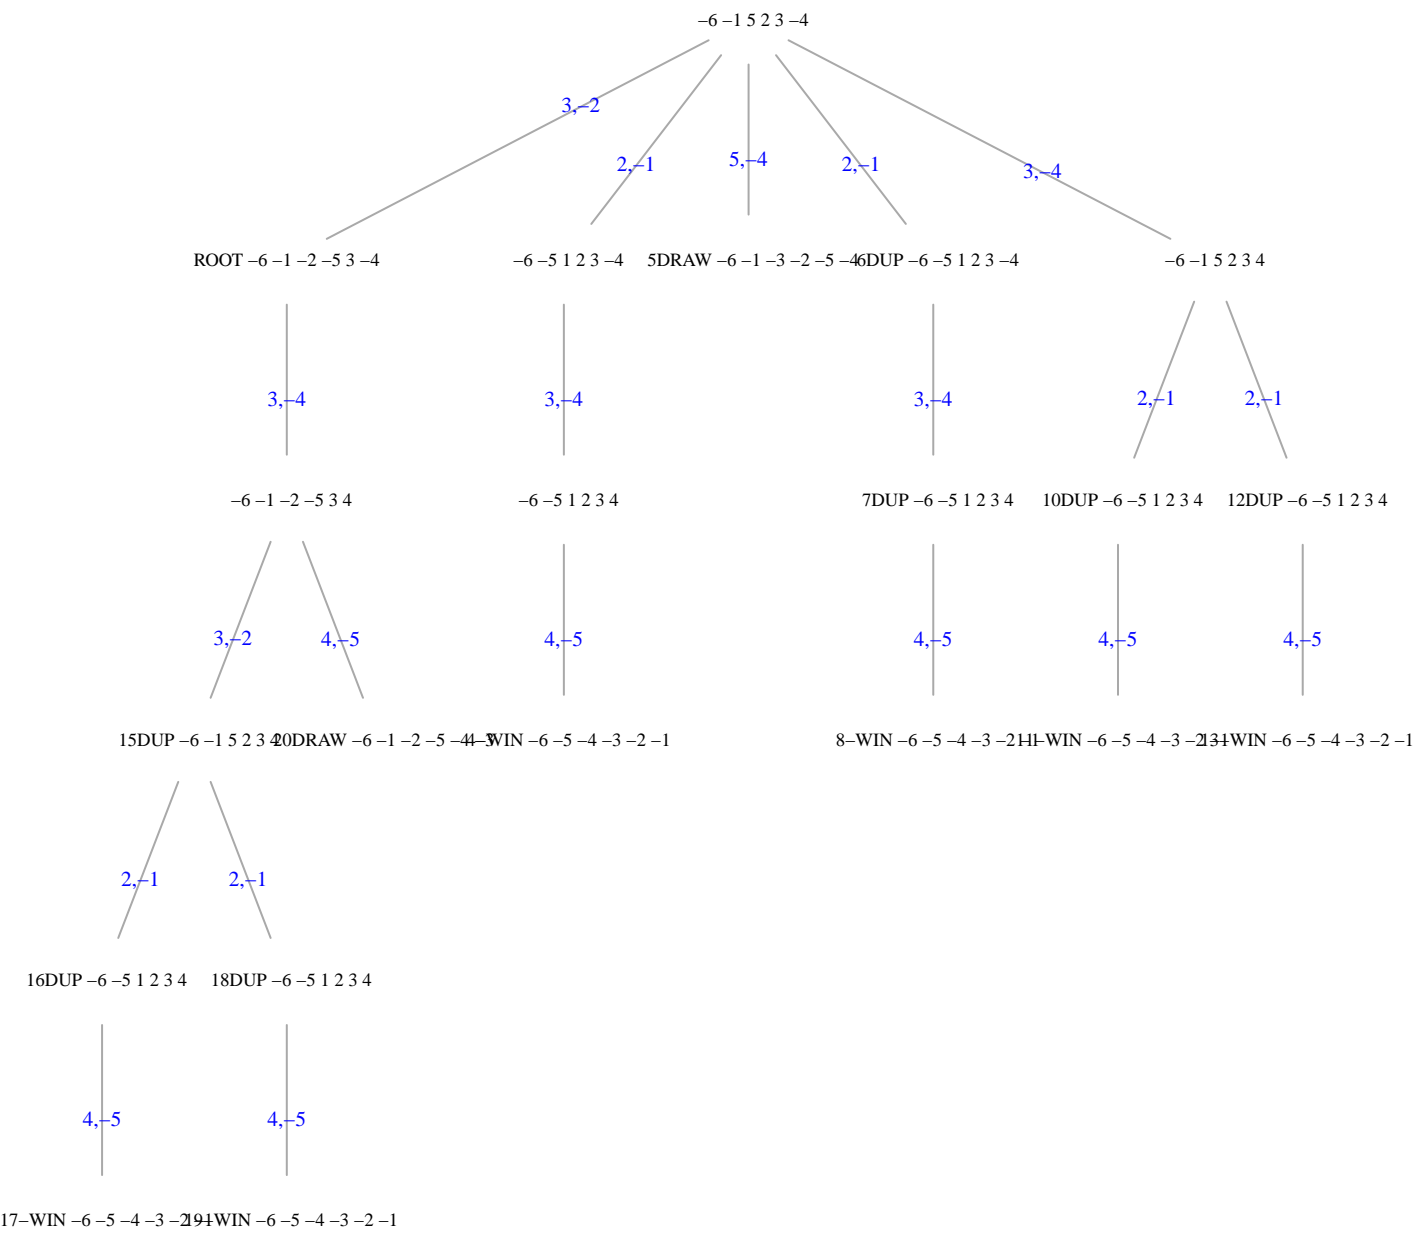 –6 –1 5 2 3 –4
3,–2
2,–1
5,–4
2,–1
3,–4
ROOT –6 –1 –2 –5 3 –4
–6 –5 1 2 3 –4
5DRAW –6 –1 –3 –2 –5 –4
6DUP –6 –5 1 2 3 –4
–6 –1 5 2 3 4
3,–4
3,–4
3,–4
2,–1
2,–1
–6 –1 –2 –5 3 4
–6 –5 1 2 3 4
7DUP –6 –5 1 2 3 4
10DUP –6 –5 1 2 3 4
12DUP –6 –5 1 2 3 4
3,–2
4,–5
4,–5
4,–5
4,–5
4,–5
15DUP –6 –1 5 2 3 4
20DRAW –6 –1 –2 –5 –4 –3
4–WIN –6 –5 –4 –3 –2 –1
8–WIN –6 –5 –4 –3 –2 –1
11–WIN –6 –5 –4 –3 –2 –1
13–WIN –6 –5 –4 –3 –2 –1
2,–1
2,–1
16DUP –6 –5 1 2 3 4
18DUP –6 –5 1 2 3 4
4,–5
4,–5
17–WIN –6 –5 –4 –3 –2 –1
19–WIN –6 –5 –4 –3 –2 –1